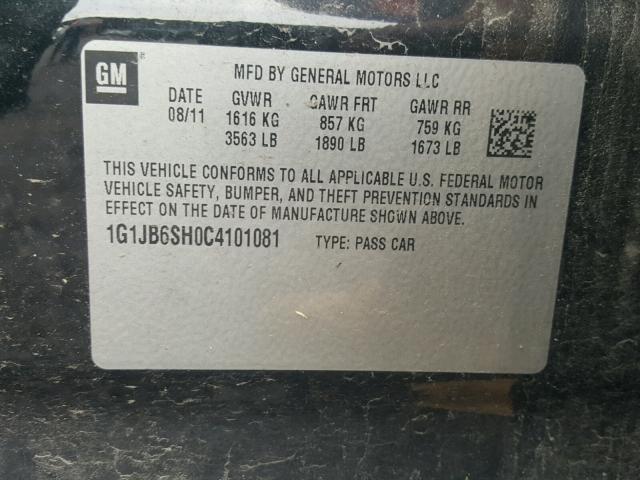 GM
MFD BY GENERAL MOTORS LLC
DATE GVWR GAWR FRT GAWR RR
08/11 1616 KG 857 KG 759 KG
3563 LB 1890 LB 1673 LB
THIS VEHICLE CONFORMS TO ALL APPLICABLE U.S. FEDERAL MOTOR
VEHICLE SAFETY, BUMPER, AND THEFT PREVENTION STANDARDS IN
EFFECT ON THE DATE OF MANUFACTURE SHOWN ABOVE.
1G1JB6SH0C4101081 TYPE: PASS CAR